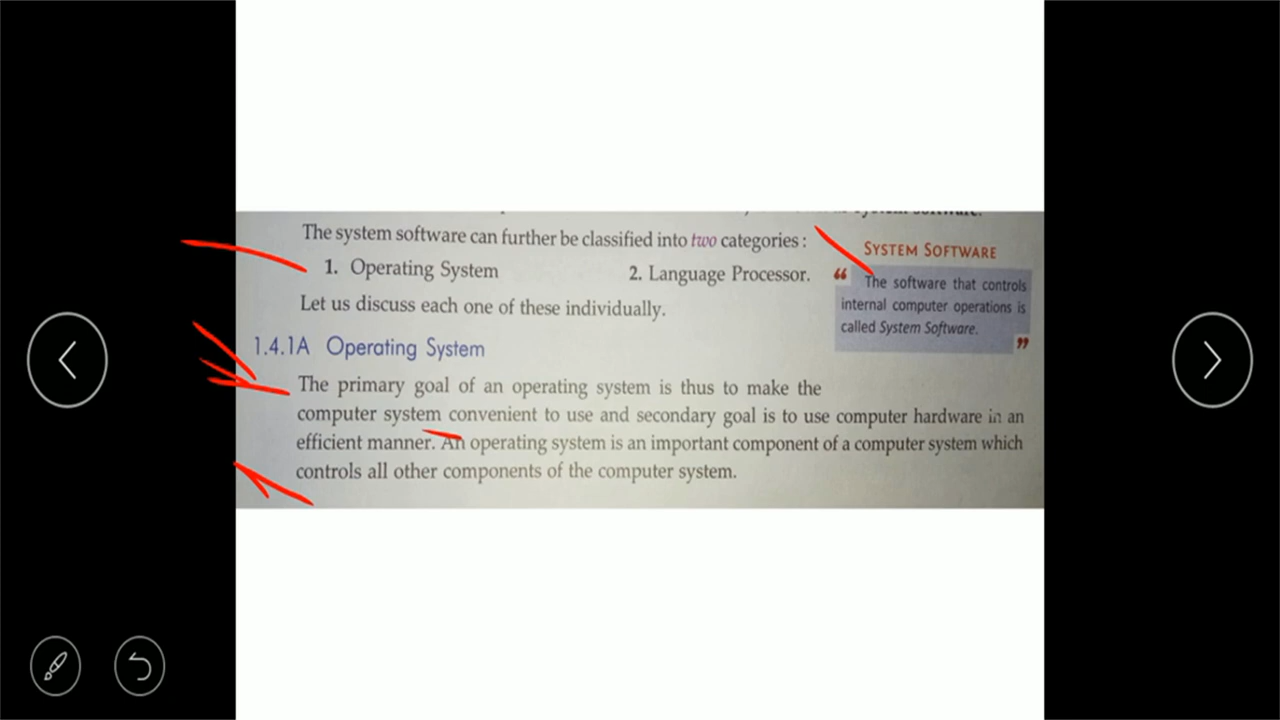 The system software can further be classified into two categories :
1. Operating System 2. Language Processor.
Let us discuss each one of these individually.
SYSTEM SOFTWARE
“ The software that controls
internal computer operations is
called System Software. ”
1.4.1A Operating System
The primary goal of an operating system is thus to make the
computer system convenient to use and secondary goal is to use computer hardware in an
efficient manner. An operating system is an important component of a computer system which
controls all other components of the computer system.